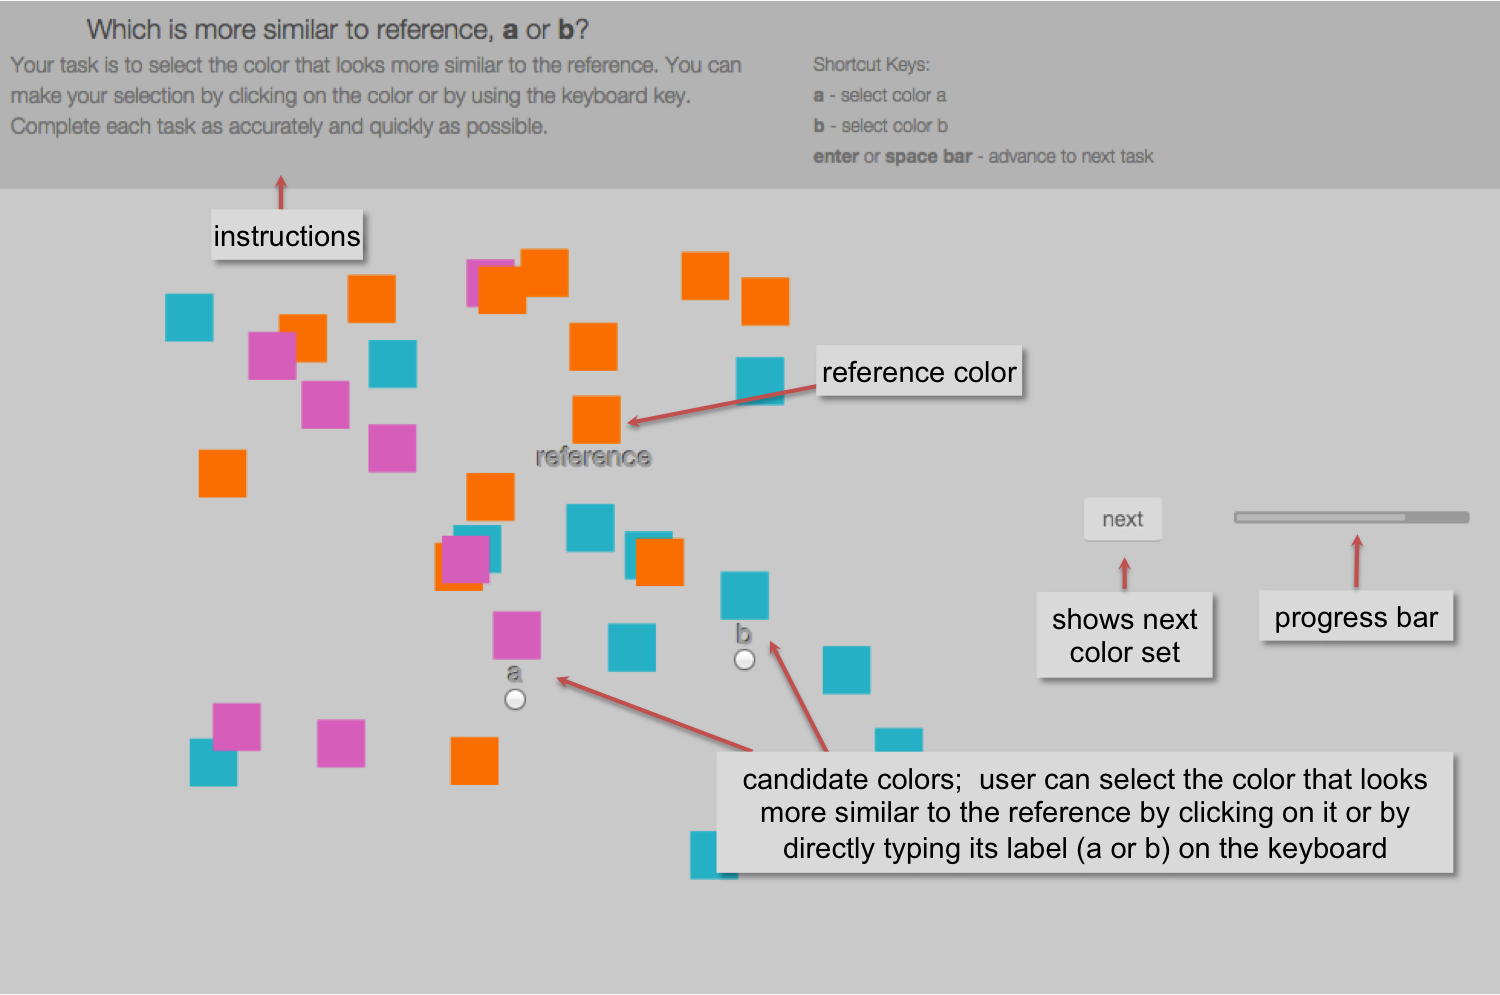 Which is more similar to reference, a or b?
Your task is to select the color that looks more similar to the reference. You can
make your selection by clicking on the color or by using the keyboard key.
Complete each task as accurately and quickly as possible.
Shortcut Keys:
a - select color a
b - select color b
enter or space bar - advance to next task
instructions
reference color
reference
next
shows next
color set
progress bar
a
b
candidate colors;  user can select the color that looks
more similar to the reference by clicking on it or by
directly typing its label (a or b) on the keyboard